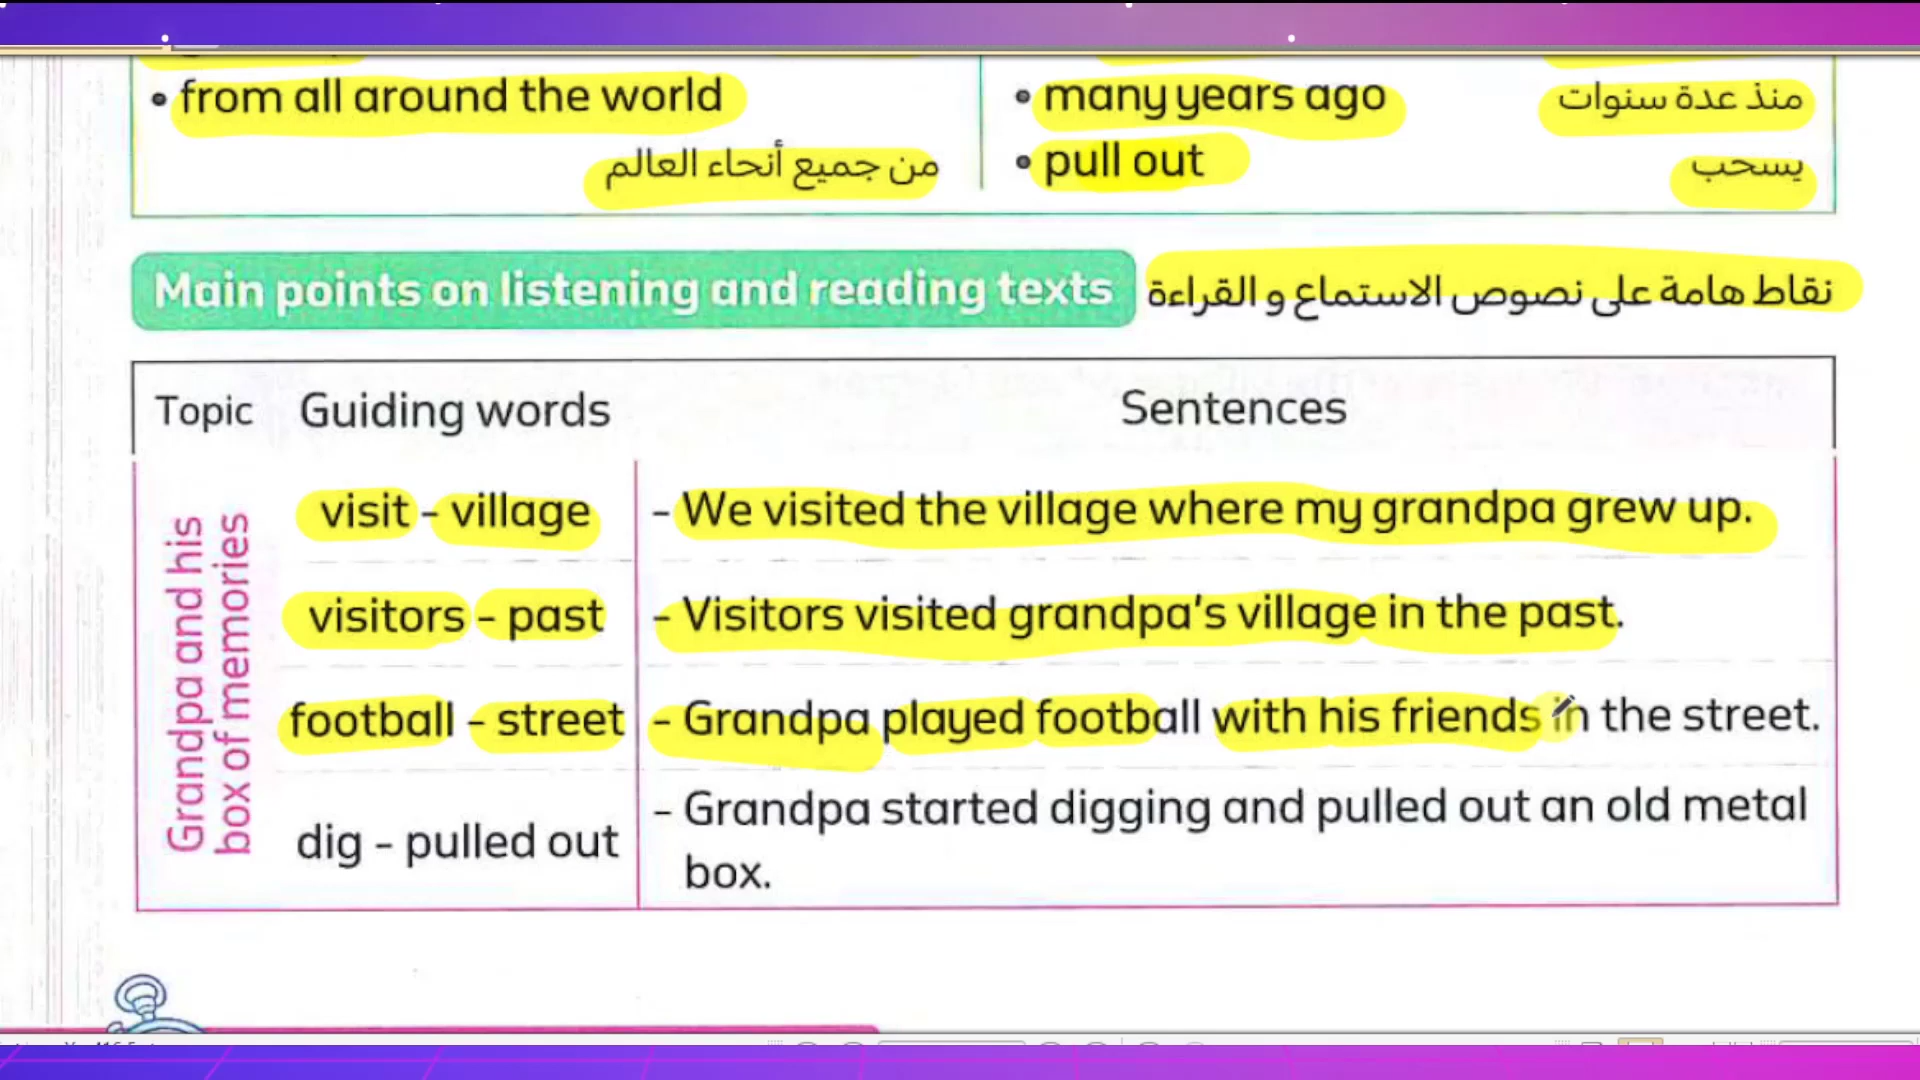 • from all around the world
من جميع أنحاء العالم
• many years ago منذ عدة سنوات
• pull out يسحب
Main points on listening and reading texts نقاط هامة على نصوص الاستماع و القراءة
Topic Guiding words Sentences
Grandpa and his
box of memories
visit - village - We visited the village where my grandpa grew up.
visitors - past - Visitors visited grandpa's village in the past.
football - street - Grandpa played football with his friends in the street.
dig - pulled out - Grandpa started digging and pulled out an old metal
box.